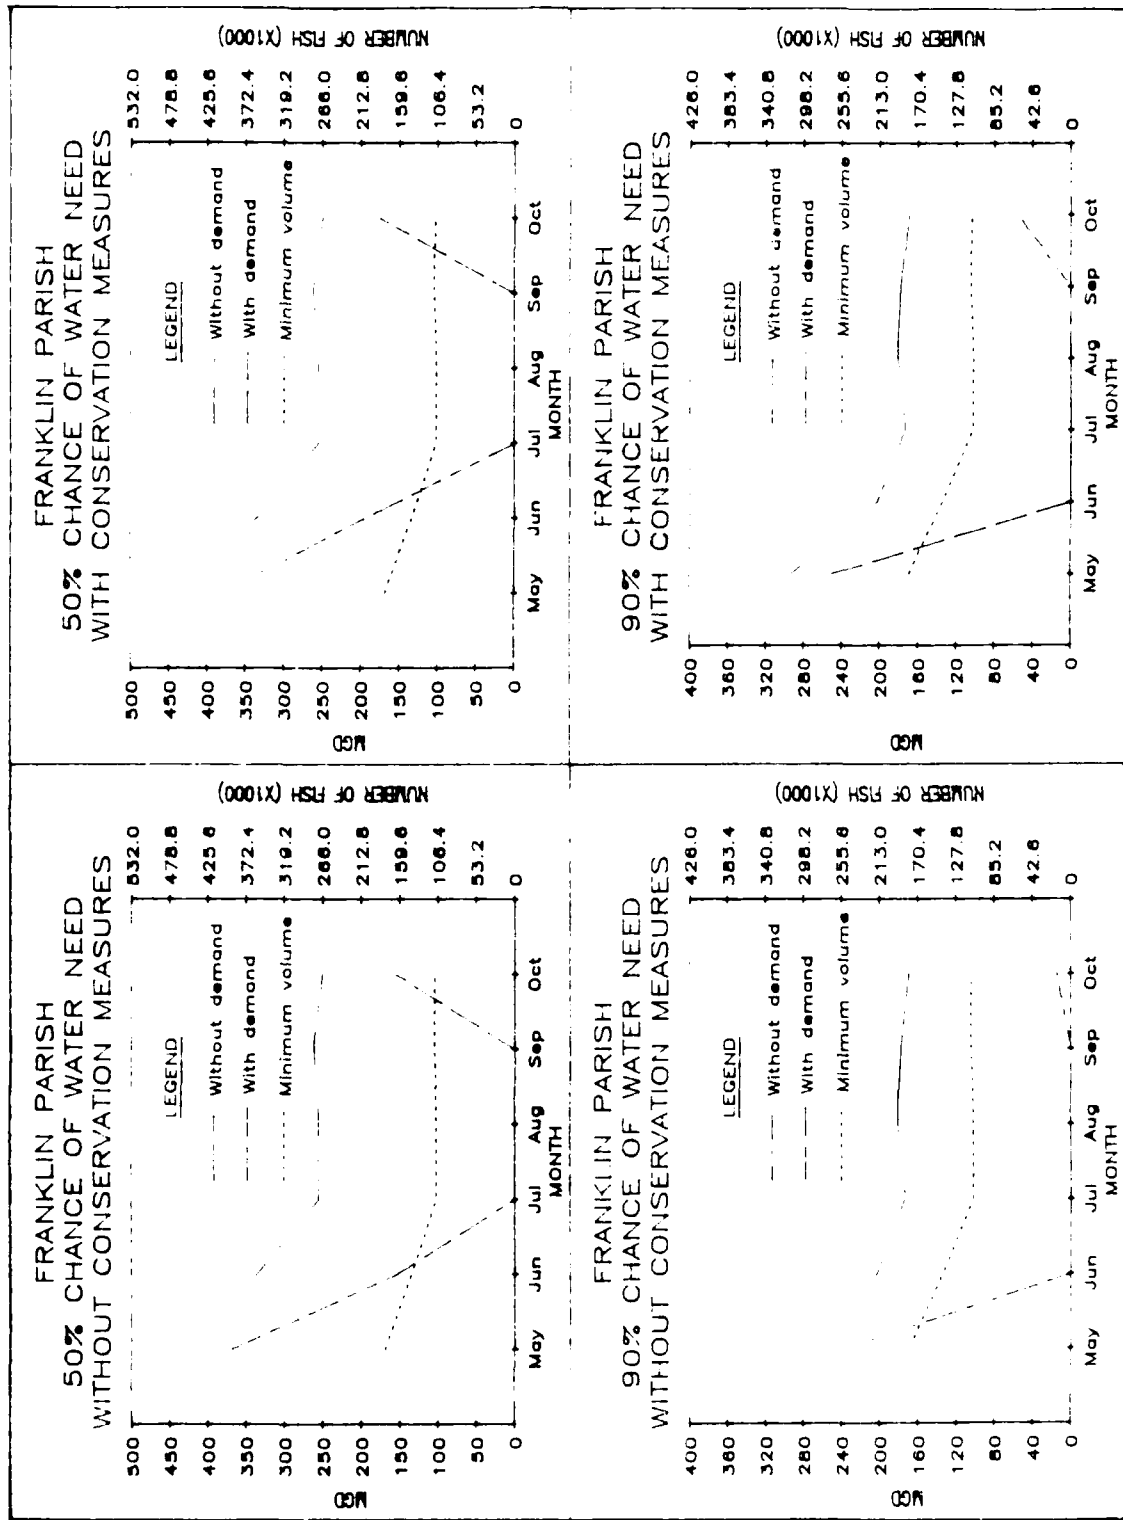 FRANKLIN PARISH
50% CHANCE OF WATER NEED
WITHOUT CONSERVATION MEASURES
500
450
400
350
300
250
200
150
100
50
0
MGD
532.0
478.8
425.6
372.4
319.2
266.0
212.8
159.6
106.4
53.2
0
NUMBER OF FISH (X1000)
LEGEND
Without demand
With demand
Minimum volume
May Jun Jul Aug Sep Oct
MONTH
FRANKLIN PARISH
50% CHANCE OF WATER NEED
WITH CONSERVATION MEASURES
500
450
400
350
300
250
200
150
100
50
0
MGD
532.0
478.8
425.6
372.4
319.2
266.0
212.8
159.6
106.4
53.2
0
NUMBER OF FISH (X1000)
LEGEND
Without demand
With demand
Minimum volume
May Jun Jul Aug Sep Oct
MONTH
FRANKLIN PARISH
90% CHANCE OF WATER NEED
WITHOUT CONSERVATION MEASURES
400
360
320
280
240
200
160
120
80
40
0
MGD
426.0
383.4
340.8
298.2
255.6
213.0
170.4
127.8
85.2
42.6
0
NUMBER OF FISH (X1000)
LEGEND
Without demand
With demand
Minimum volume
May Jun Jul Aug Sep Oct
MONTH
FRANKLIN PARISH
90% CHANCE OF WATER NEED
WITH CONSERVATION MEASURES
400
360
320
280
240
200
160
120
80
40
0
MGD
426.0
383.4
340.8
298.2
255.6
213.0
170.4
127.8
85.2
42.6
0
NUMBER OF FISH (X1000)
LEGEND
Without demand
With demand
Minimum volume
May Jun Jul Aug Sep Oct
MONTH